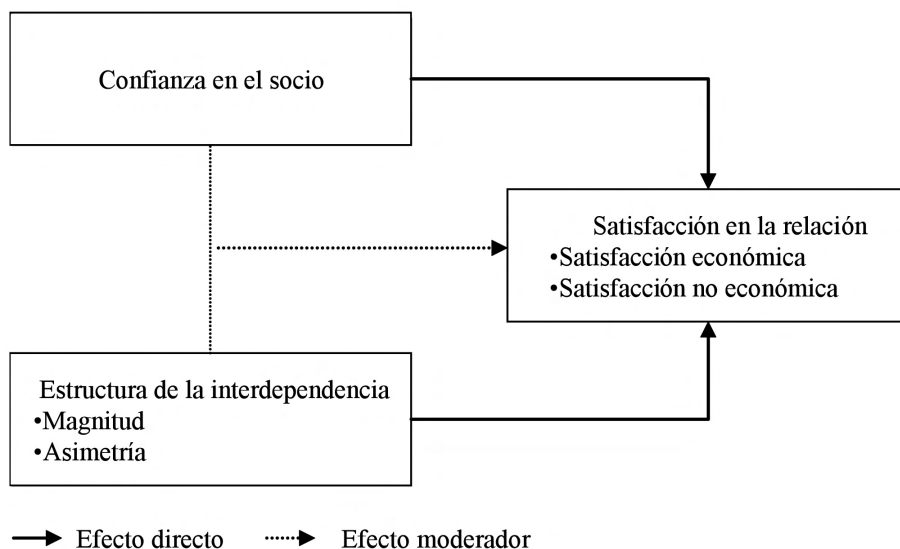 Confianza en el socio
Satisfacción en la relación
•Satisfacción económica
•Satisfacción no económica
Estructura de la interdependencia
•Magnitud
•Asimetría
Efecto directo
Efecto moderador